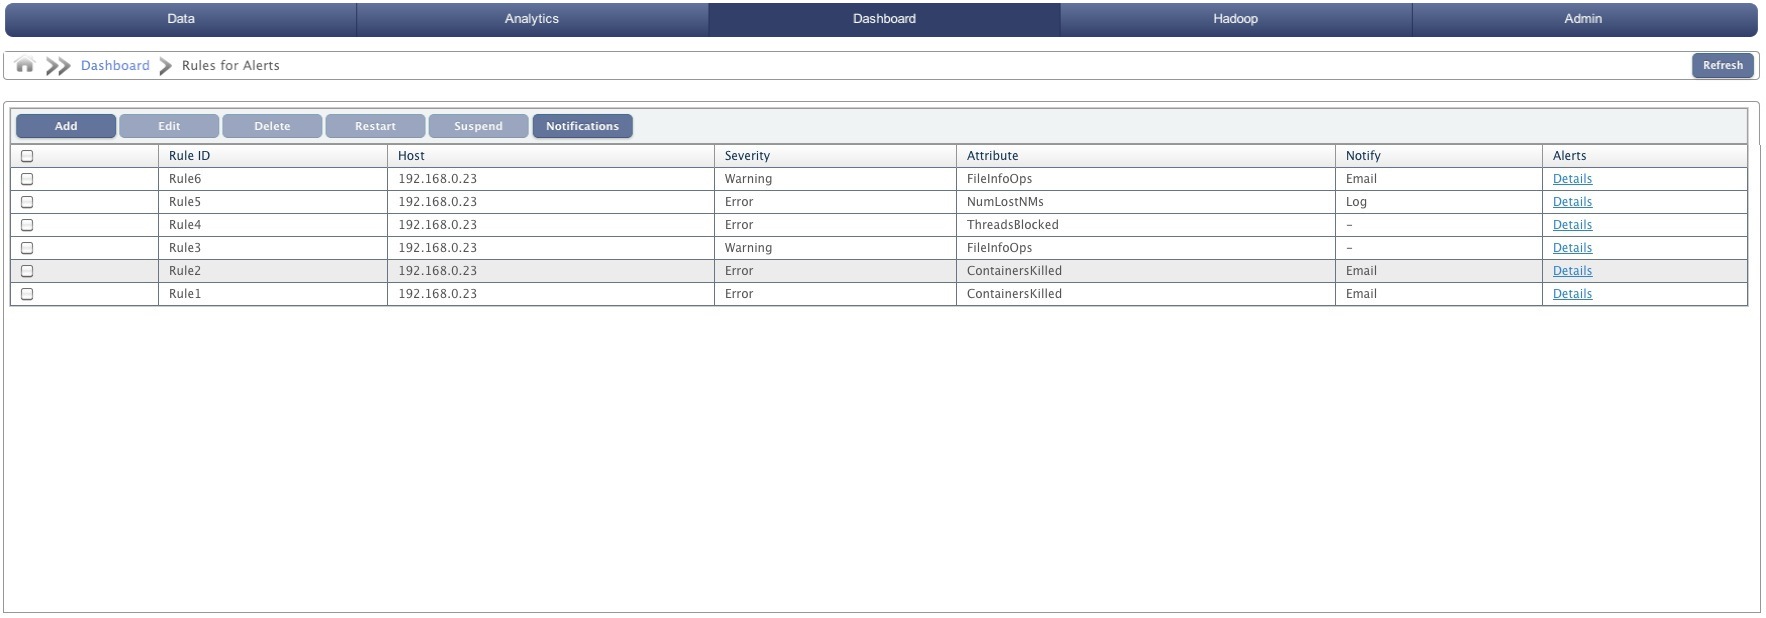 Data Analytics Dashboard Hadoop Admin
Dashboard Rules for Alerts Refresh
Add Edit Delete Restart Suspend Notifications
Rule ID Host Severity Attribute Notify Alerts
Rule6 192.168.0.23 Warning FileInfoOps Email Details
Rule5 192.168.0.23 Error NumLostNMs Log Details
Rule4 192.168.0.23 Error ThreadsBlocked – Details
Rule3 192.168.0.23 Warning FileInfoOps – Details
Rule2 192.168.0.23 Error ContainersKilled Email Details
Rule1 192.168.0.23 Error ContainersKilled Email Details